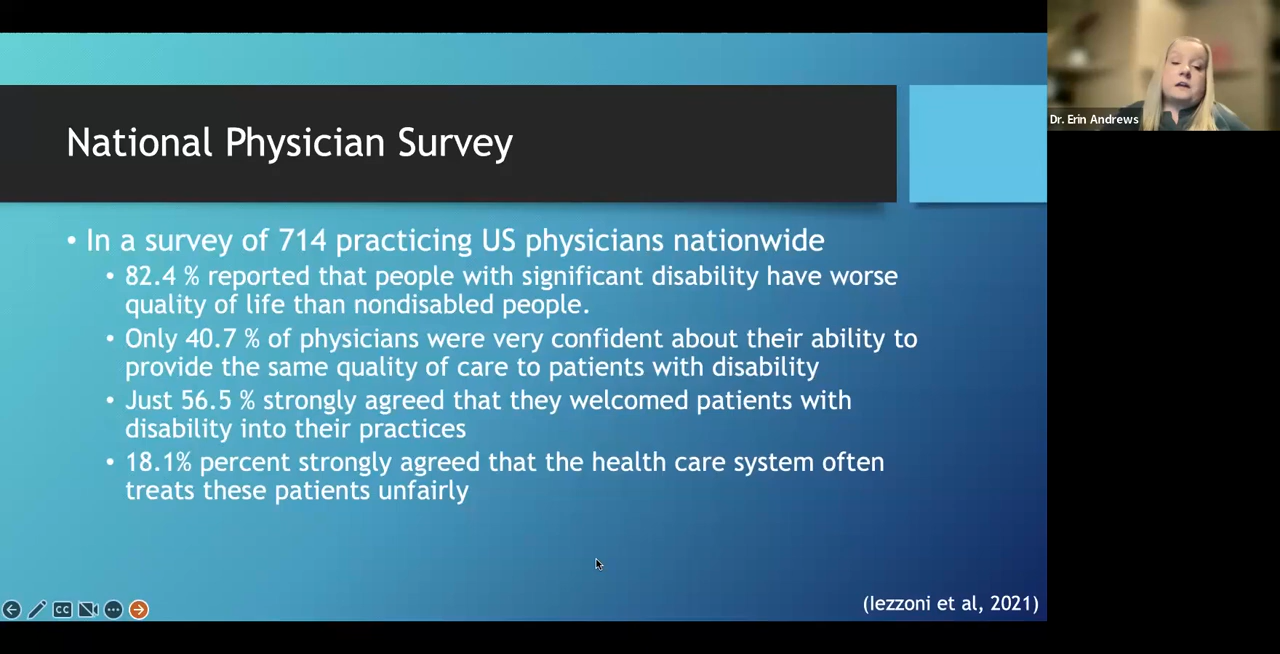 National Physician Survey
• In a survey of 714 practicing US physicians nationwide
• 82.4 % reported that people with significant disability have worse
quality of life than nondisabled people.
• Only 40.7 % of physicians were very confident about their ability to
provide the same quality of care to patients with disability
• Just 56.5 % strongly agreed that they welcomed patients with
disability into their practices
• 18.1% percent strongly agreed that the health care system often
treats these patients unfairly
(Iezzoni et al, 2021)
CC
Dr. Erin Andrews